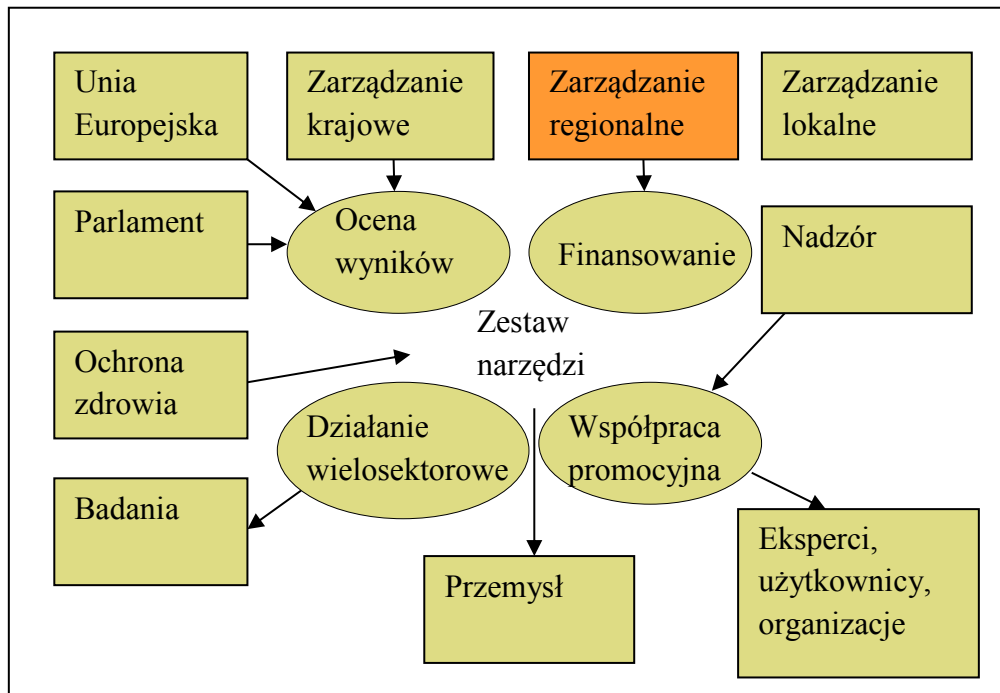 Unia
Europejska
Zarządzanie
krajowe
Zarządzanie
regionalne
Zarządzanie
lokalne
Parlament
Ocena
wyników
Finansowanie
Nadzór
Zestaw
narzędzi
Ochrona
zdrowia
Działanie
wielosektorowe
Współpraca
promocyjna
Badania
Przemysł
Eksperci,
użytkownicy,
organizacje